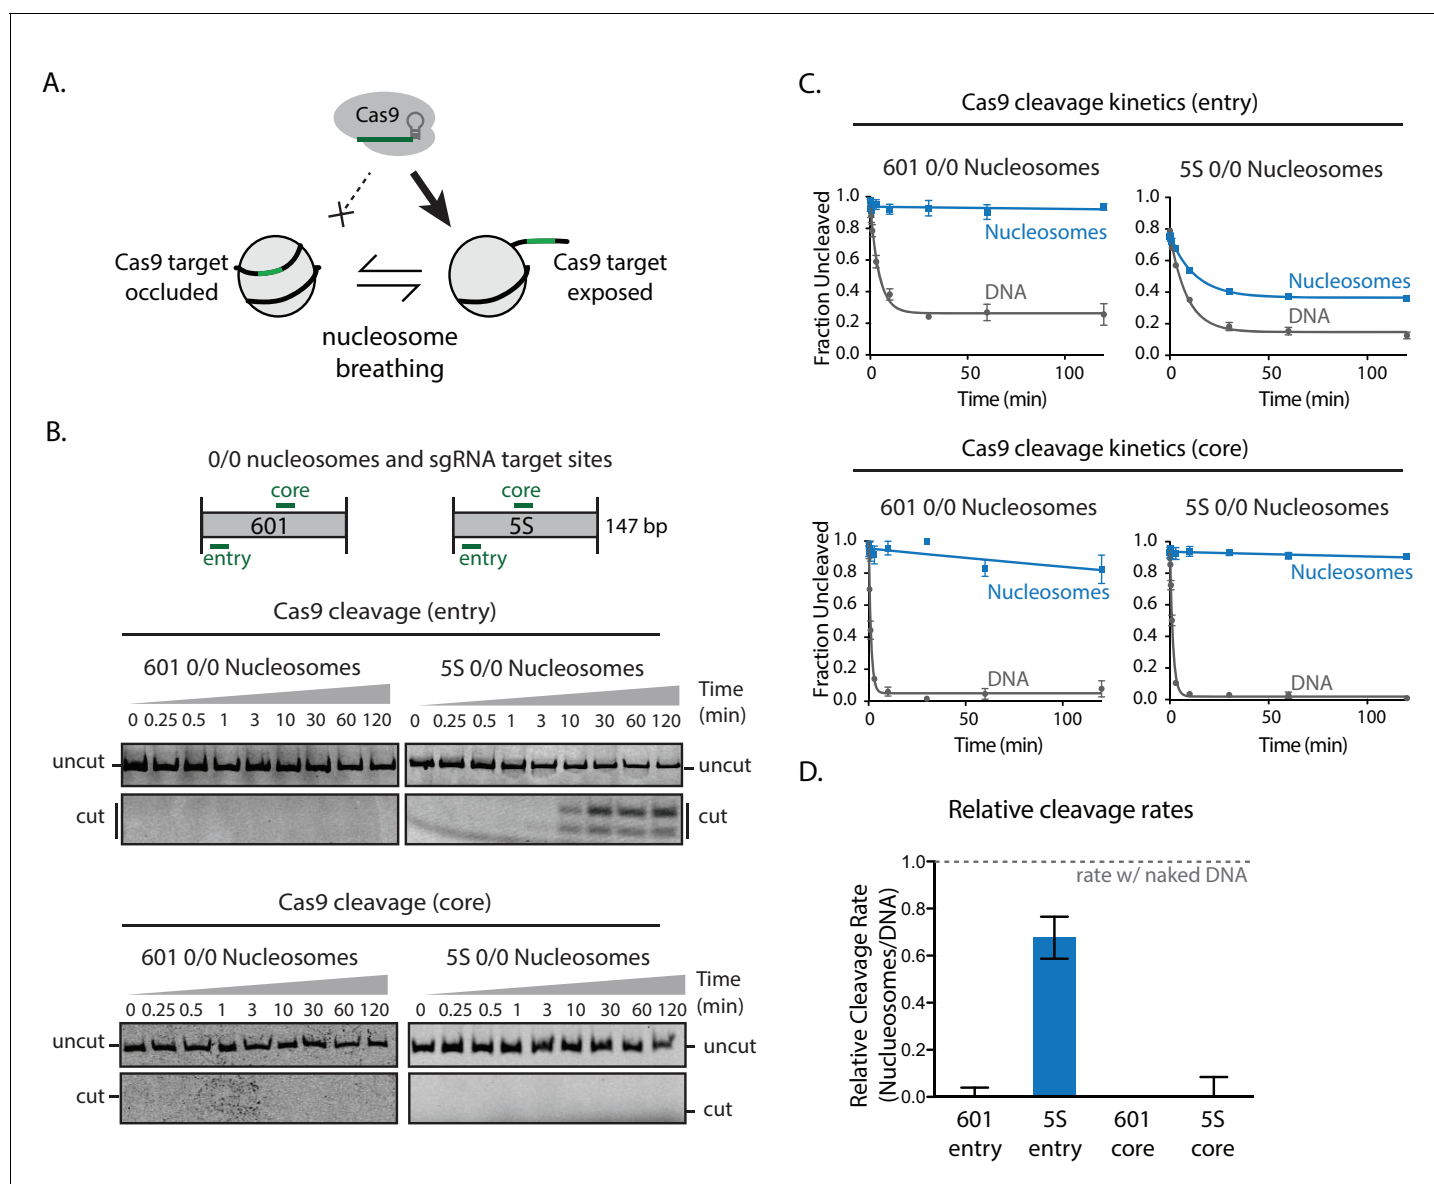 A.
Cas9
Cas9 target
occluded
Cas9 target
exposed
nucleosome
breathing
B.
0/0 nucleosomes and sgRNA target sites
core
601
entry
core
5S
entry
147 bp
Cas9 cleavage (entry)
601 0/0 Nucleosomes
5S 0/0 Nucleosomes
Time
(min)
0 0.25 0.5 1 3 10 30 60 120
0 0.25 0.5 1 3 10 30 60 120
uncut
uncut
cut
cut
Cas9 cleavage (core)
601 0/0 Nucleosomes
5S 0/0 Nucleosomes
Time
(min)
0 0.25 0.5 1 3 10 30 60 120
0 0.25 0.5 1 3 10 30 60 120
uncut
uncut
cut
cut
C.
Cas9 cleavage kinetics (entry)
601 0/0 Nucleosomes
Fraction Uncleaved
1.0
0.8
0.6
0.4
0.2
0.0
Nucleosomes
DNA
0 50 100
Time (min)
5S 0/0 Nucleosomes
1.0
0.8
0.6
0.4
0.2
0.0
Nucleosomes
DNA
0 50 100
Time (min)
Cas9 cleavage kinetics (core)
601 0/0 Nucleosomes
Fraction Uncleaved
1.0
0.8
0.6
0.4
0.2
0.0
Nucleosomes
DNA
0 50 100
Time (min)
5S 0/0 Nucleosomes
1.0
0.8
0.6
0.4
0.2
0.0
Nucleosomes
DNA
0 50 100
Time (min)
D.
Relative cleavage rates
Relative Cleavage Rate
(Nuclueosomes/DNA)
1.0
0.8
0.6
0.4
0.2
0.0
rate w/ naked DNA
601
entry
5S
entry
601
core
5S
core